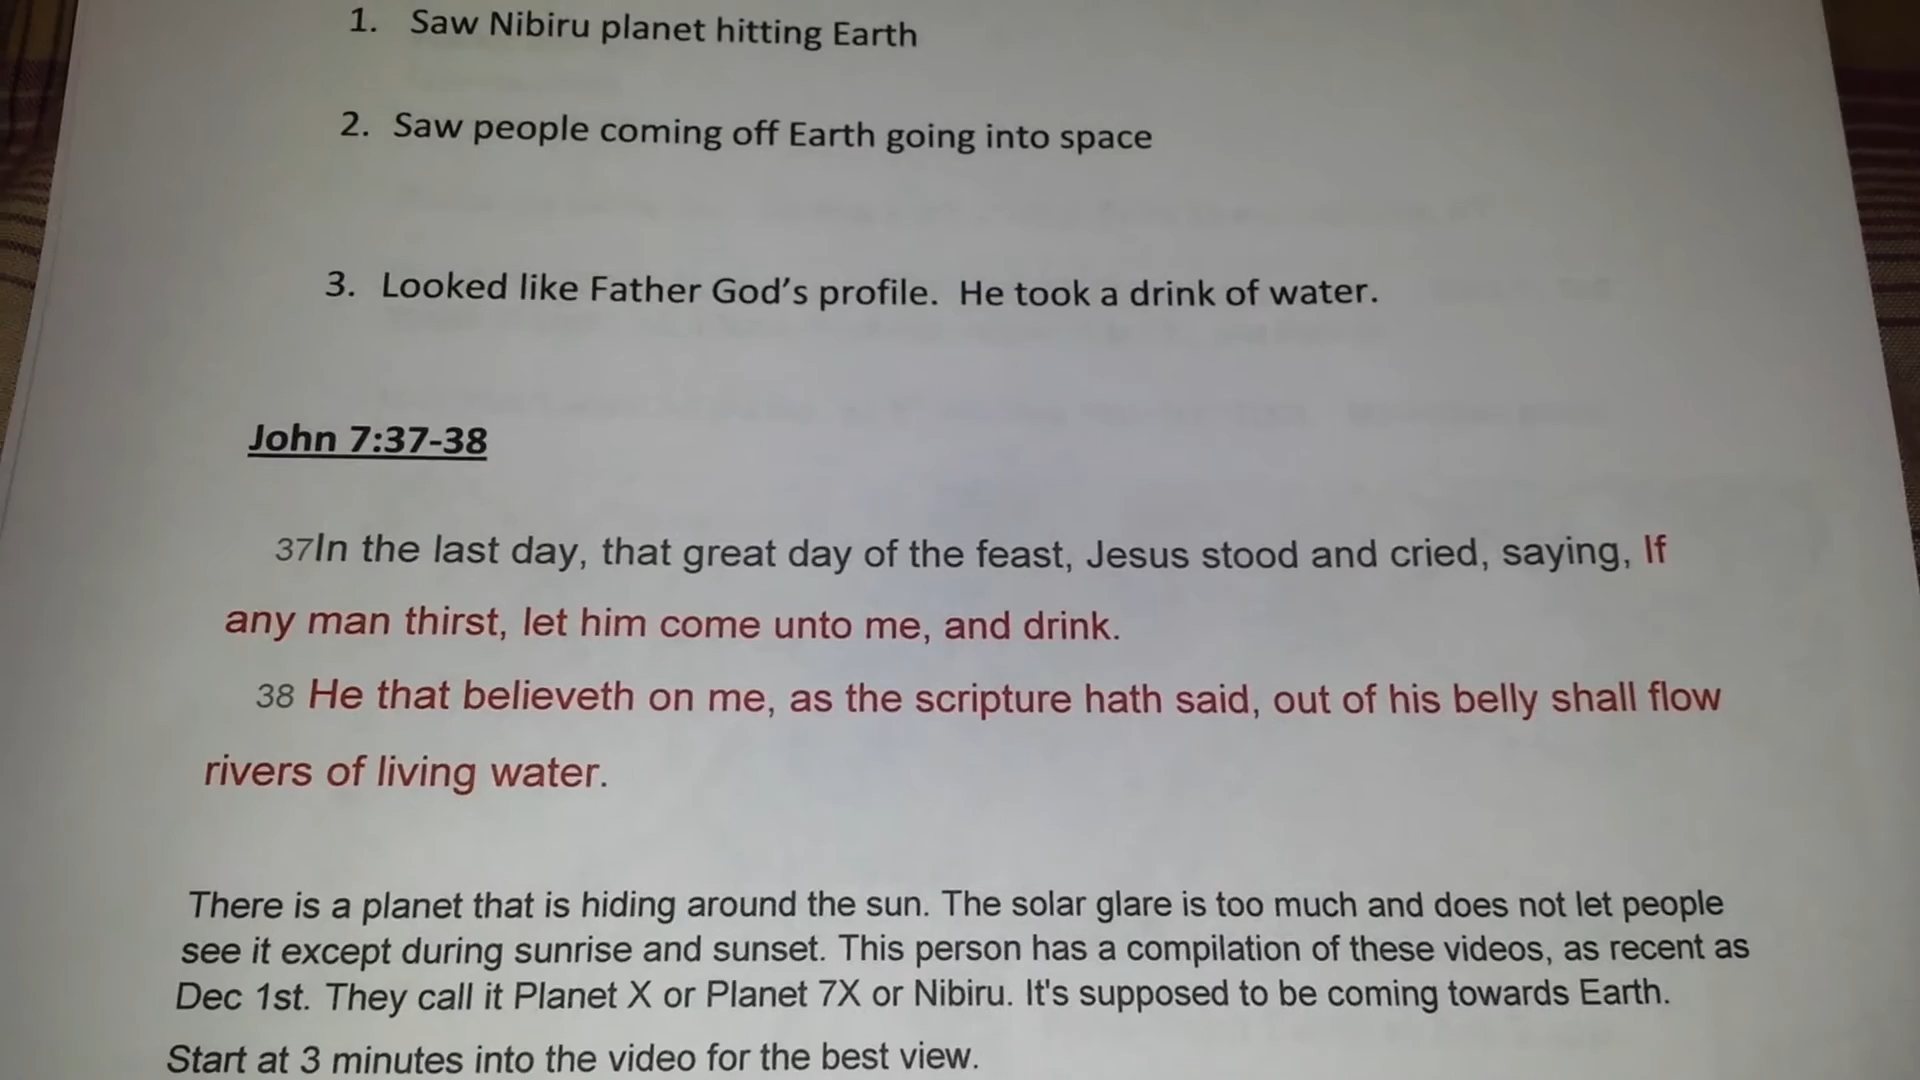 1. Saw Nibiru planet hitting Earth
2. Saw people coming off Earth going into space
3. Looked like Father God's profile. He took a drink of water.
John 7:37-38
37In the last day, that great day of the feast, Jesus stood and cried, saying, If
any man thirst, let him come unto me, and drink.
38 He that believeth on me, as the scripture hath said, out of his belly shall flow
rivers of living water.
There is a planet that is hiding around the sun. The solar glare is too much and does not let people
see it except during sunrise and sunset. This person has a compilation of these videos, as recent as
Dec 1st. They call it Planet X or Planet 7X or Nibiru. It's supposed to be coming towards Earth.
Start at 3 minutes into the video for the best view.